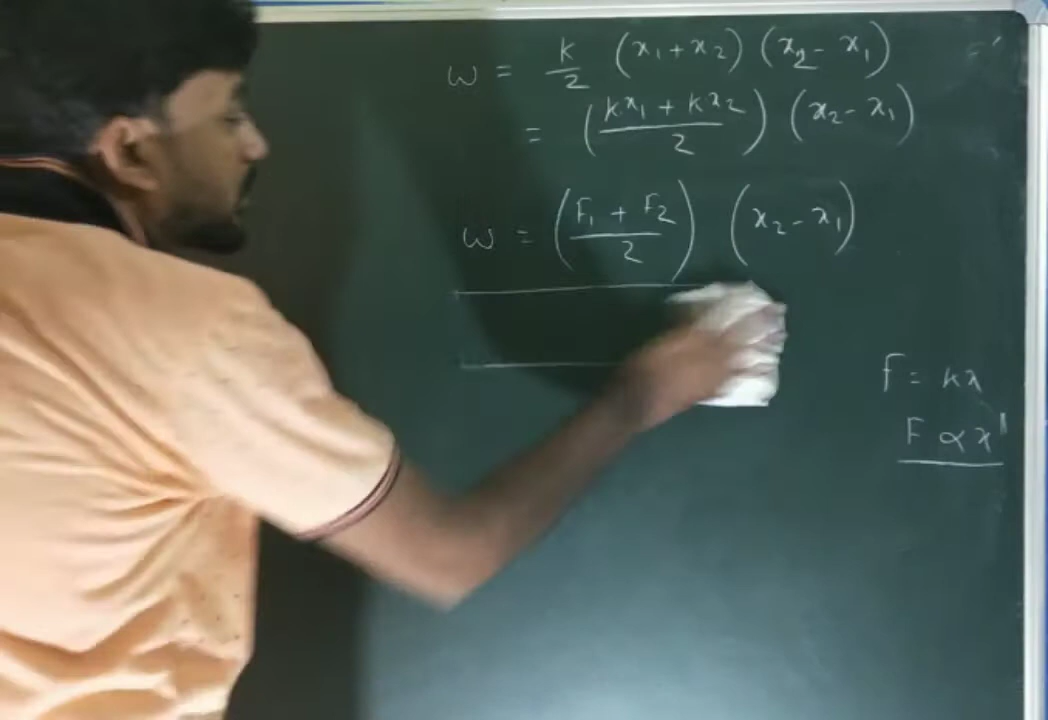 W = K/2 (x₁ + x₂) (x₂ - x₁)
= (Kx₁ + Kx₂ / 2) (x₂ - x₁)
W = (F₁ + F₂ / 2) (x₂ - x₁)
F = kx
F ∝ x¹